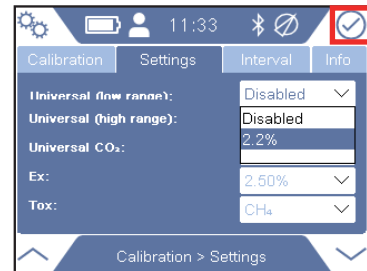 11:33
Calibration Settings Interval Info
Universal (low range): Disabled
Universal (high range): Disabled
2.2%
Universal CO₂:
Ex: 2.50%
Tox: CH₄
Calibration > Settings